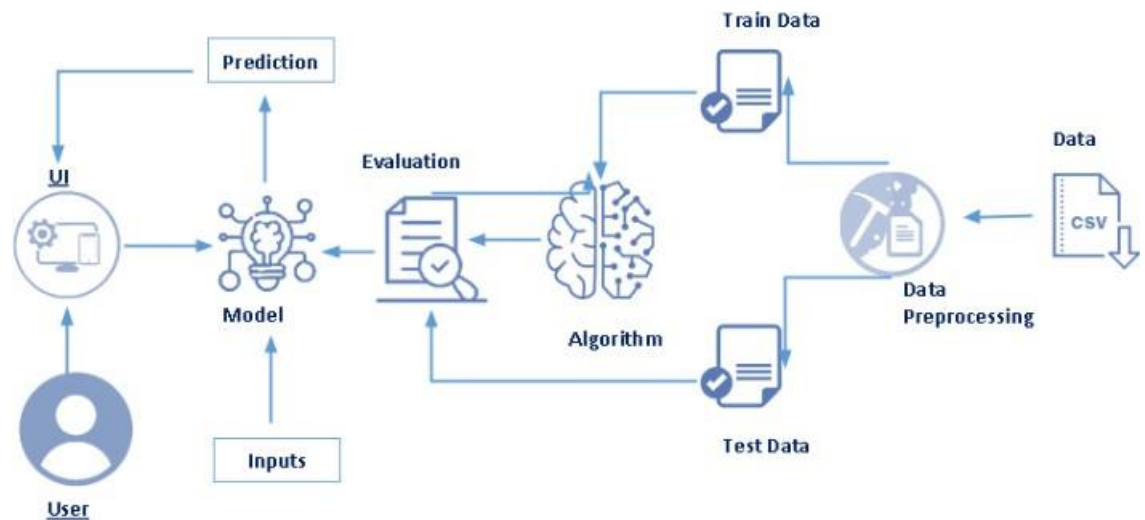 Train Data
Prediction
Data
Evaluation
UI
CSV
Data
Preprocessing
Model
Algorithm
Test Data
Inputs
User